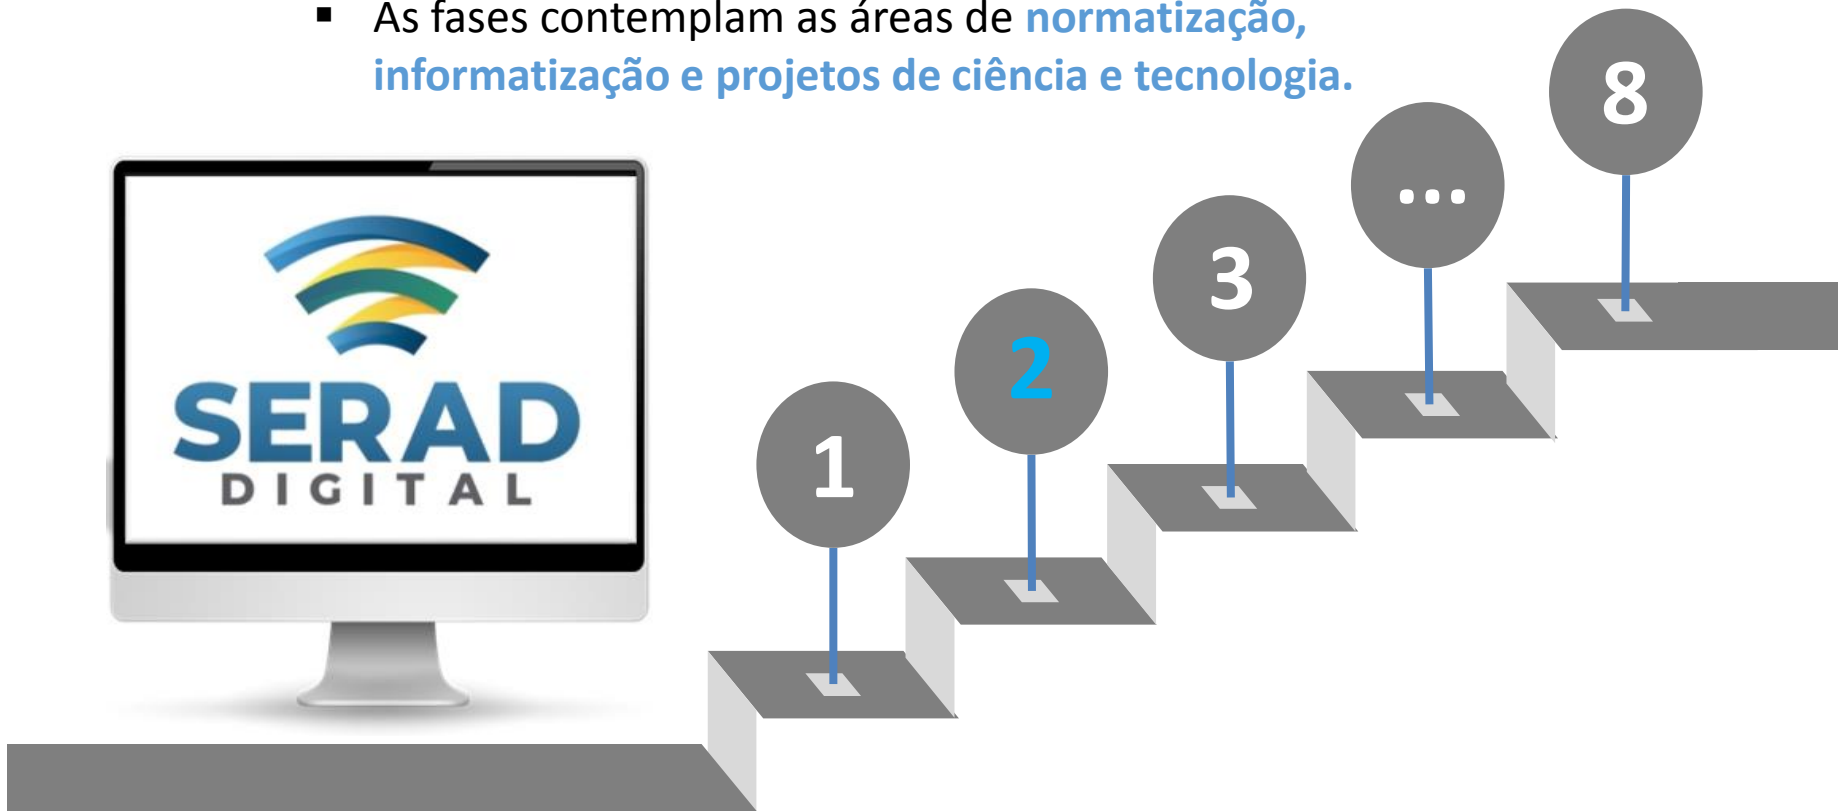 ▪ As fases contemplam as áreas de normatização,
informatização e projetos de ciência e tecnologia.
8
...
3
2
1
SERAD
DIGITAL